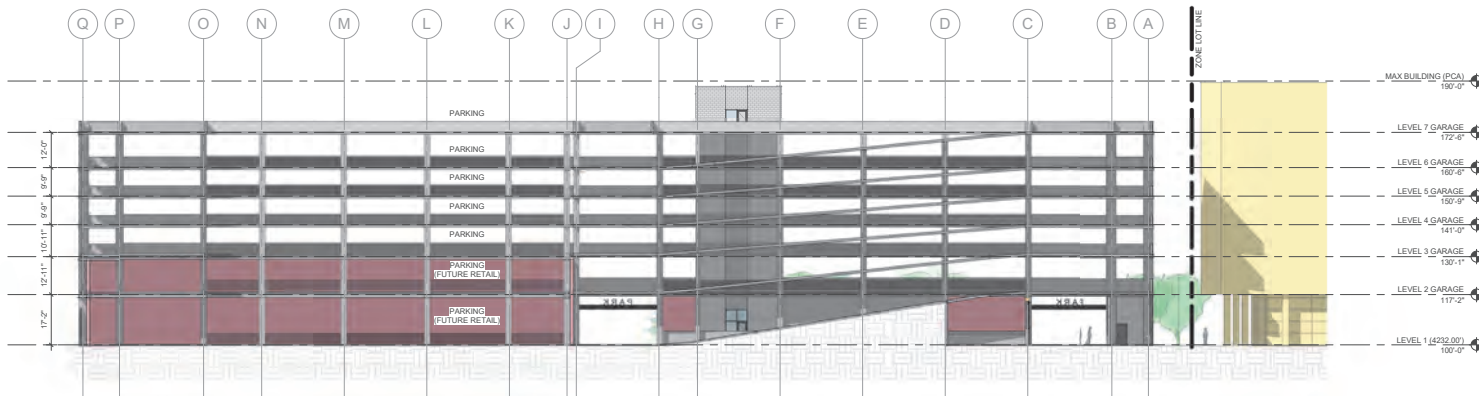 Q P O N M L K J I H G F E D C B A
ZONE LOT LINE
MAX BUILDING (PCA)
190'-0"
PARKING
LEVEL 7 GARAGE
172'-6"
12'-0"
PARKING
LEVEL 6 GARAGE
160'-6"
9'-9"
PARKING
LEVEL 5 GARAGE
150'-9"
9'-9"
PARKING
LEVEL 4 GARAGE
141'-0"
10'-11"
PARKING
LEVEL 3 GARAGE
130'-1"
12'-11"
PARKING
(FUTURE RETAIL)
LEVEL 2 GARAGE
117'-2"
PARK
PARK
17'-2"
PARKING
(FUTURE RETAIL)
LEVEL 1 (4232.00')
100'-0"